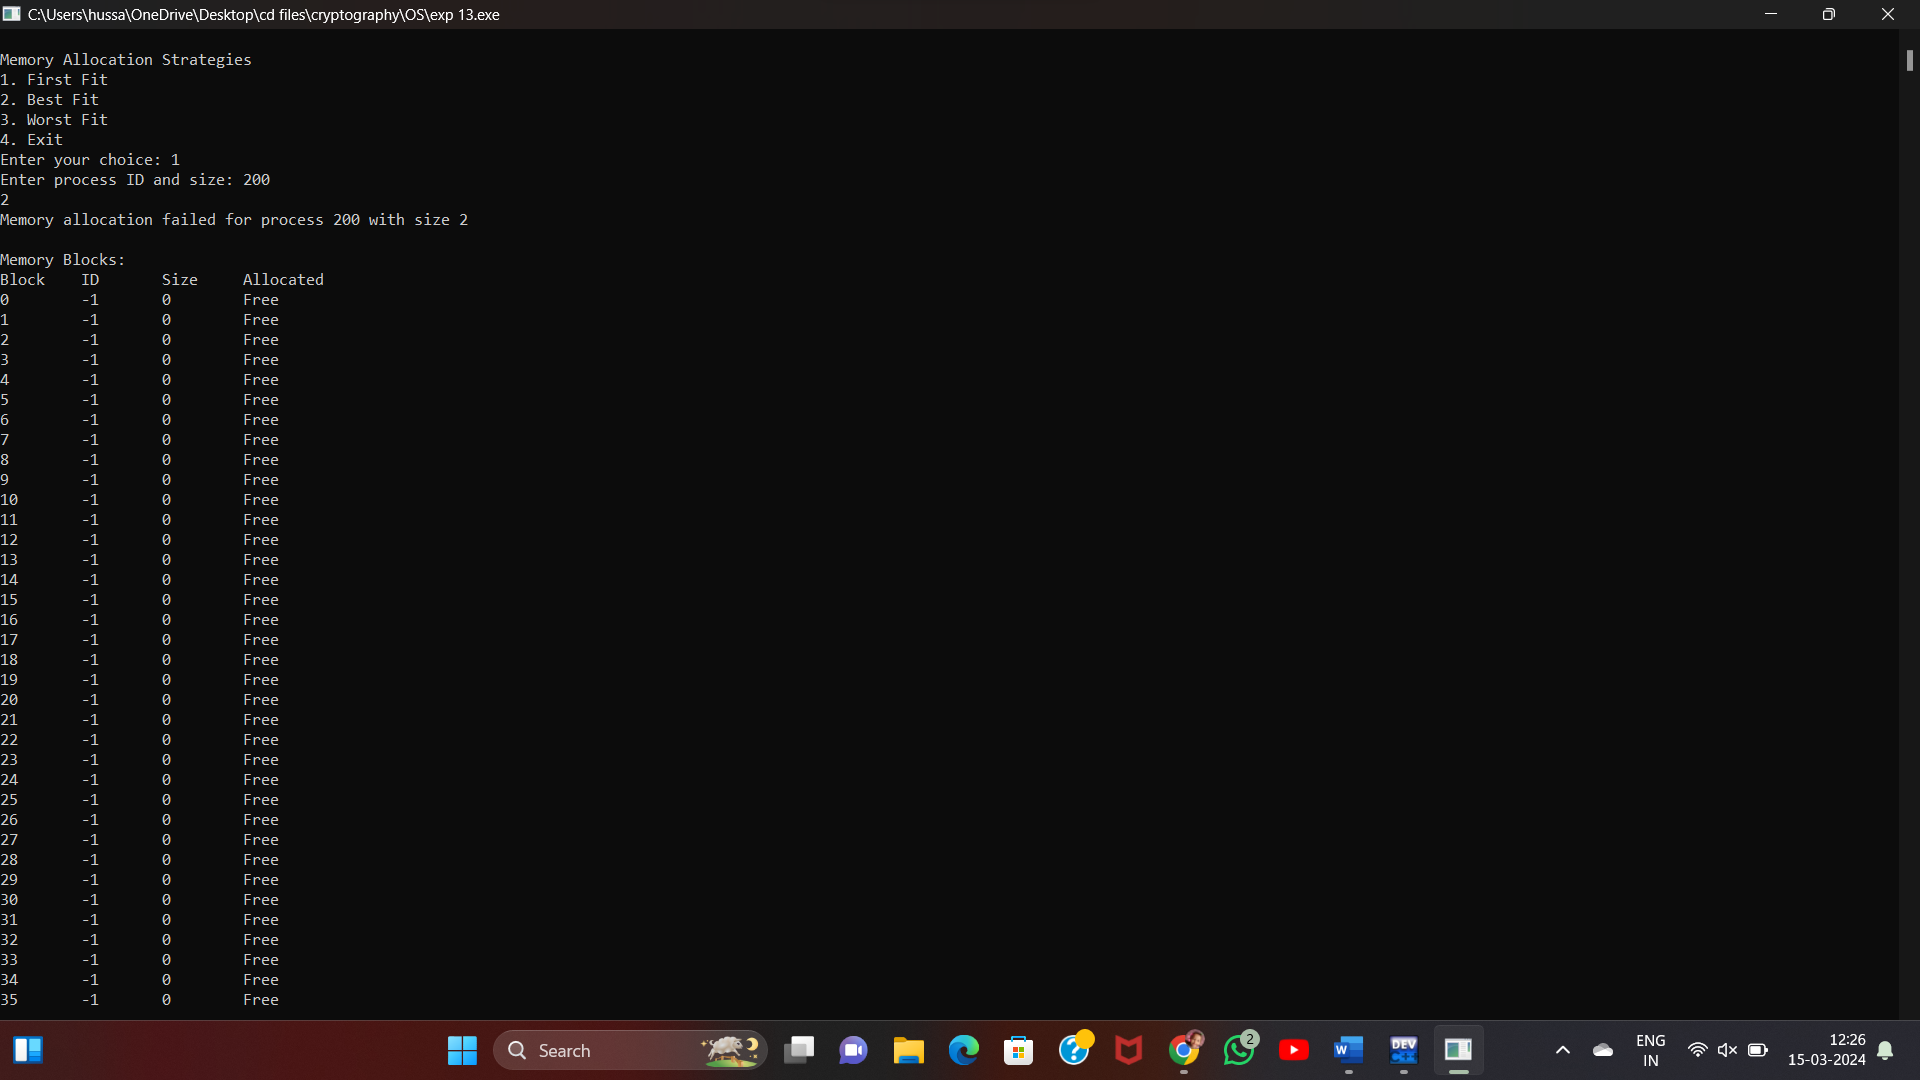 C:\Users\hussa\OneDrive\Desktop\cd files\cryptography\OS\exp 13.exe
Memory Allocation Strategies
1. First Fit
2. Best Fit
3. Worst Fit
4. Exit
Enter your choice: 1
Enter process ID and size: 200
2
Memory allocation failed for process 200 with size 2
Memory Blocks:
Block ID Size Allocated
0 -1 0 Free
1 -1 0 Free
2 -1 0 Free
3 -1 0 Free
4 -1 0 Free
5 -1 0 Free
6 -1 0 Free
7 -1 0 Free
8 -1 0 Free
9 -1 0 Free
10 -1 0 Free
11 -1 0 Free
12 -1 0 Free
13 -1 0 Free
14 -1 0 Free
15 -1 0 Free
16 -1 0 Free
17 -1 0 Free
18 -1 0 Free
19 -1 0 Free
20 -1 0 Free
21 -1 0 Free
22 -1 0 Free
23 -1 0 Free
24 -1 0 Free
25 -1 0 Free
26 -1 0 Free
27 -1 0 Free
28 -1 0 Free
29 -1 0 Free
30 -1 0 Free
31 -1 0 Free
32 -1 0 Free
33 -1 0 Free
34 -1 0 Free
35 -1 0 Free
Search
?
2
W
DEV
C++
ENG
IN
12:26
15-03-2024